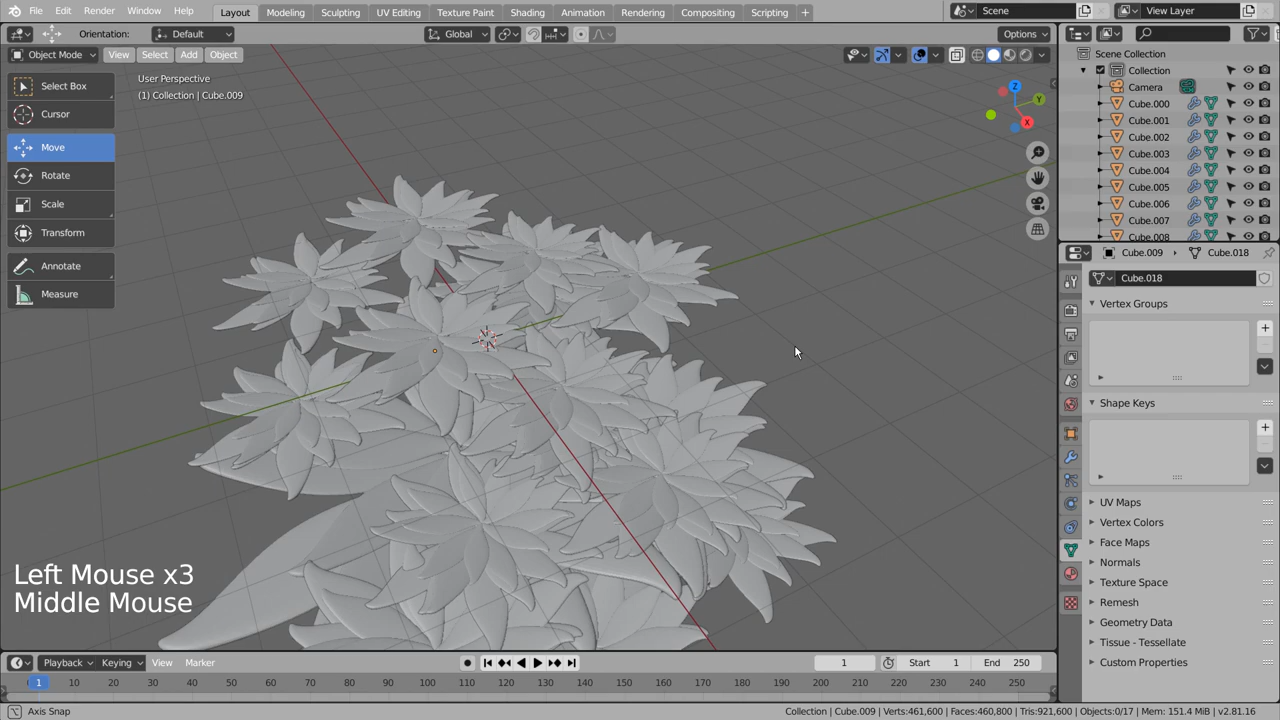 File Edit Render Window Help Layout Modeling Sculpting UV Editing Texture Paint Shading Animation Rendering Compositing Scripting + Scene View Layer
Orientation: Default Global Options
Object Mode View Select Add Object
Scene Collection
Collection
Camera
Cube.000
Cube.001
Cube.002
Cube.003
Cube.004
Cube.005
Cube.006
Cube.007
Cube.008
Select Box
Cursor
Move
Rotate
Scale
Transform
Annotate
Measure
User Perspective
(1) Collection | Cube.009
Z
Y
X
Cube.009 Cube.018
Cube.018
Vertex Groups
Shape Keys
UV Maps
Vertex Colors
Face Maps
Normals
Texture Space
Remesh
Geometry Data
Tissue - Tessellate
Custom Properties
Left Mouse x3
Middle Mouse
Playback Keying View Marker 1 Start 1 End 250
1 10 20 30 40 50 60 70 80 90 100 110 120 130 140 150 160 170 180 190 200 210 220 230 240 250
Axis Snap Collection | Cube.009 | Verts:461,600 | Faces:460,800 | Tris:921,600 | Objects:0/17 | Mem: 151.4 MiB | v2.81.16